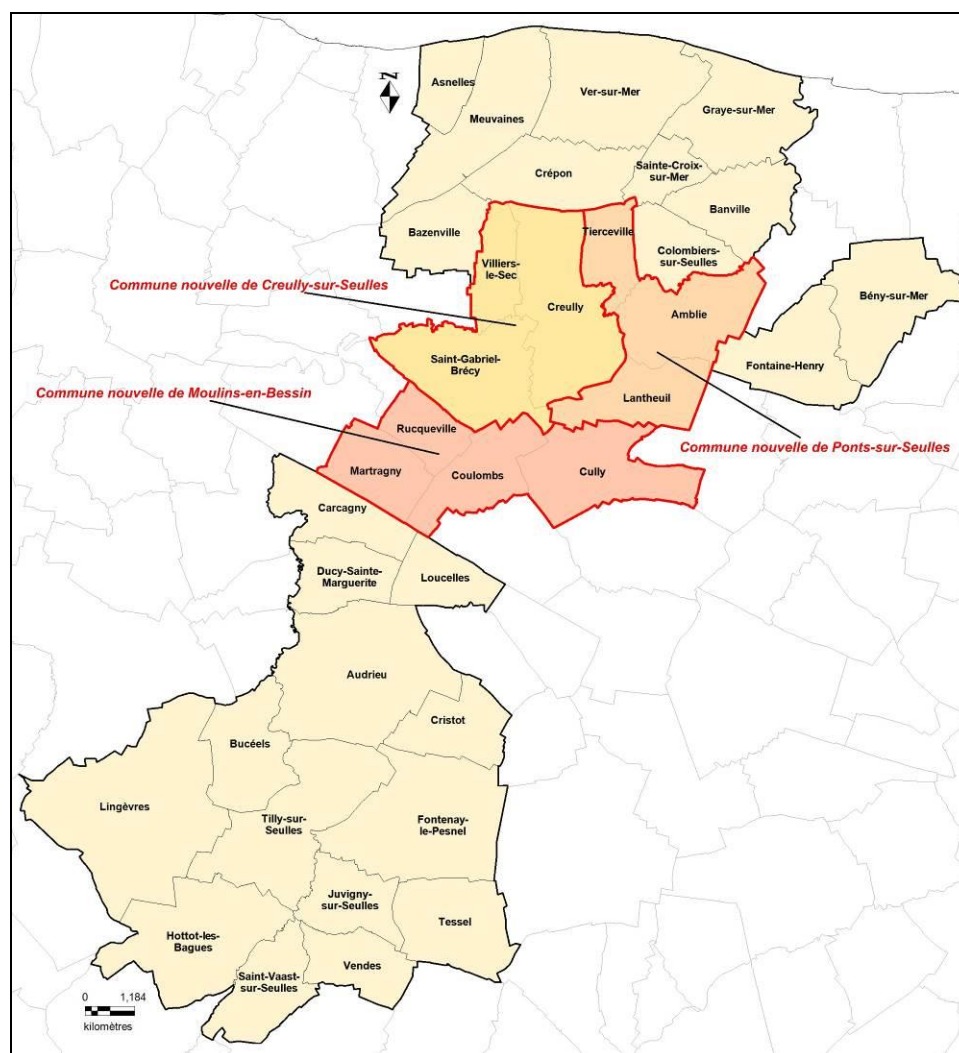 Asnelles
Meuvaines
Ver-sur-Mer
Graye-sur-Mer
N
Crépon
Sainte-Croix-
sur-Mer
Banville
Bazenville
Tierceville
Colombiers-
sur-Seulles
Villiers-
le-Sec
Commune nouvelle de Creully-sur-Seulles
Creully
Amblie
Bény-sur-Mer
Saint-Gabriel-
Brécy
Fontaine-Henry
Commune nouvelle de Moulins-en-Bessin
Lantheuil
Rucqueville
Commune nouvelle de Ponts-sur-Seulles
Martragny
Coulombs
Cully
Carcagny
Ducy-Sainte-
Marguerite
Loucelles
Audrieu
Cristot
Bucéels
Lingèvres
Tilly-sur-
Seulles
Fontenay-
le-Pesnel
Juvigny-
sur-Seulles
Tessel
Hottot-les-
Bagues
Vendes
Saint-Vaast-
sur-Seulles
0 1,184
kilomètres